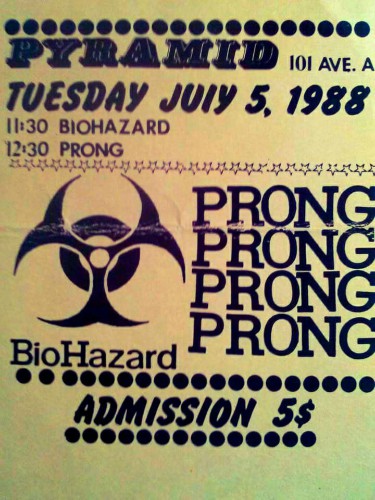 PYRAMID 101 AVE. A
TUESDAY JUlY 5, 1988
11:30 BIOHAZARD
12:30 PRONG
PRONG
PRONG
PRONG
PRONG
BioHazard
ADMISSION 5$